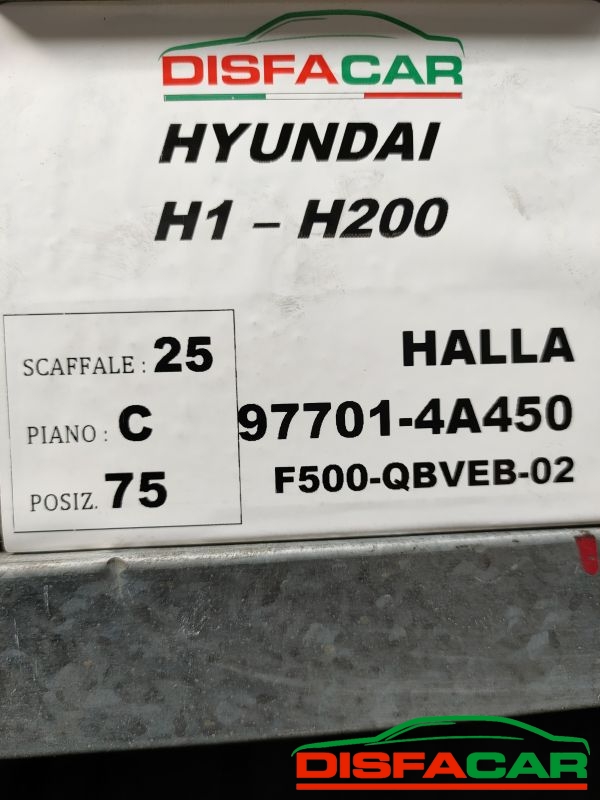 DISFACAR
HYUNDAI
H1 – H200
SCAFFALE : 25
PIANO : C
POSIZ. 75
HALLA
97701-4A450
F500-QBVEB-02
DISFACAR